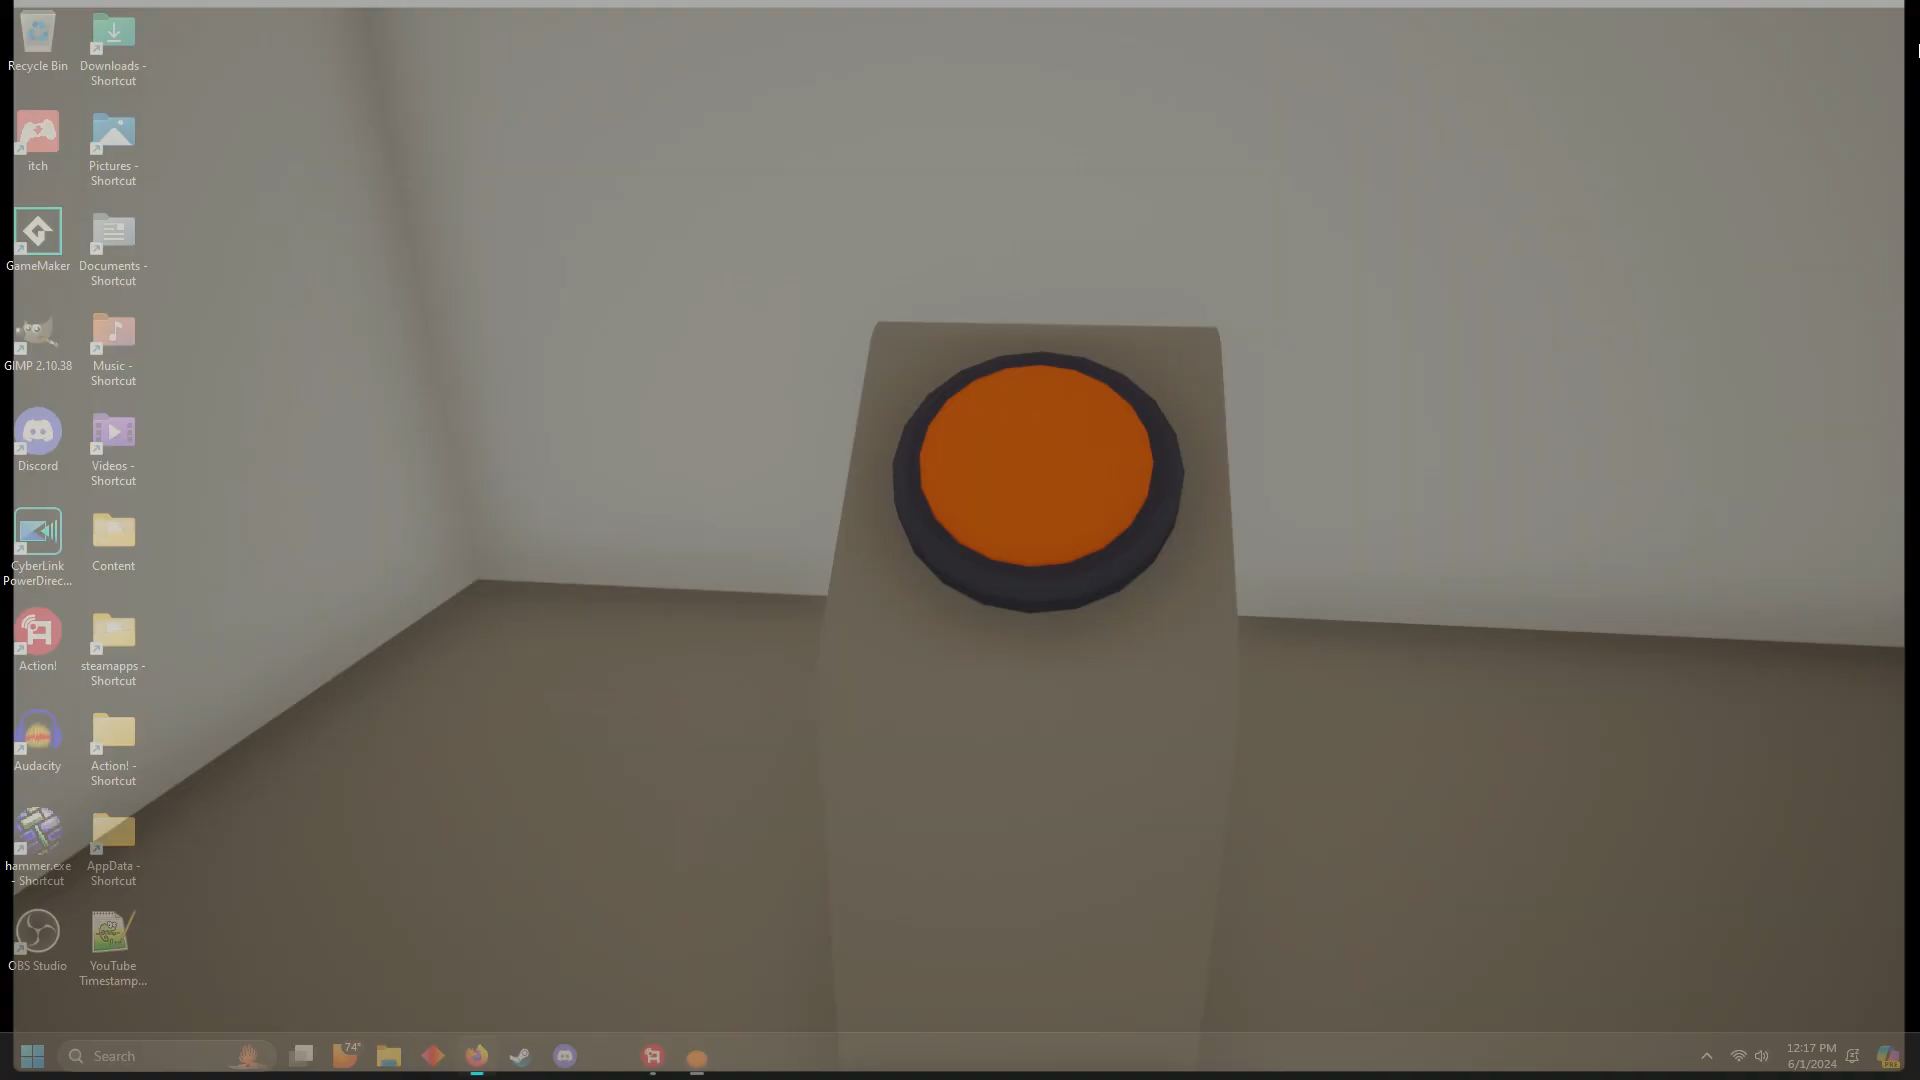 Recycle Bin
Downloads -
Shortcut
itch
Pictures -
Shortcut
GameMaker
Documents -
Shortcut
GIMP 2.10.38
Music -
Shortcut
Discord
Videos -
Shortcut
CyberLink
PowerDirec...
Content
Action!
steamapps -
Shortcut
Audacity
Action! -
Shortcut
hammer.exe
- Shortcut
AppData -
Shortcut
OBS Studio
YouTube
Timestamp...
Search
74°
12:17 PM
6/1/2024
PRE